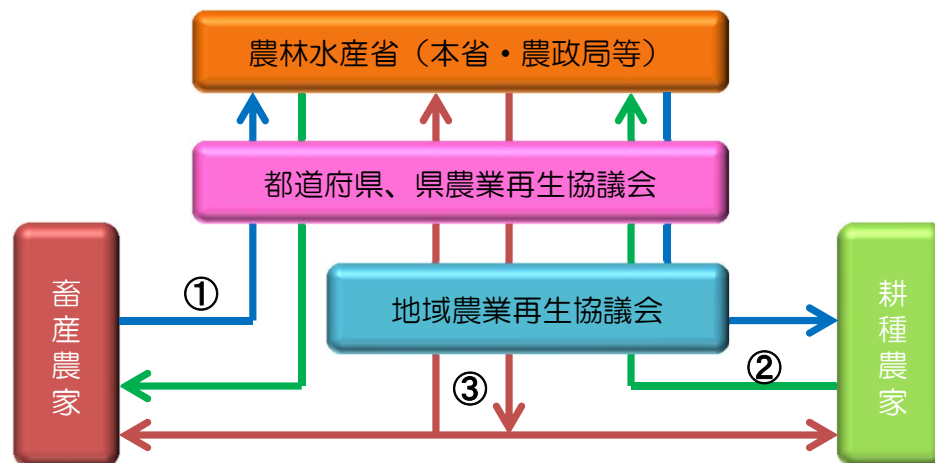 農林水産省（本省・農政局等）
都道府県、県農業再生協議会
地域農業再生協議会
畜産農家
①
耕種農家
②
③